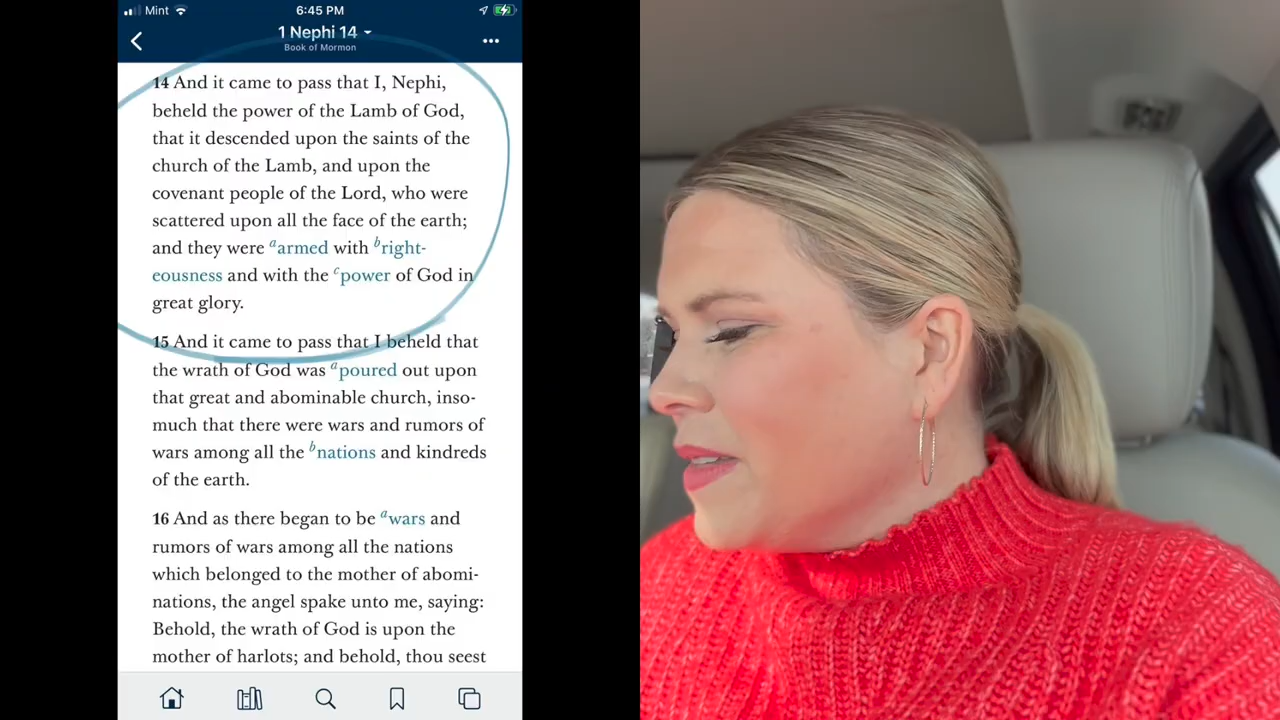 Mint 6:45 PM
1 Nephi 14
Book of Mormon
14 And it came to pass that I, Nephi,
beheld the power of the Lamb of God,
that it descended upon the saints of the
church of the Lamb, and upon the
covenant people of the Lord, who were
scattered upon all the face of the earth;
and they were a armed with b right-
eousness and with the c power of God in
great glory.
15 And it came to pass that I beheld that
the wrath of God was a poured out upon
that great and abominable church, inso-
much that there were wars and rumors of
wars among all the b nations and kindreds
of the earth.
16 And as there began to be a wars and
rumors of wars among all the nations
which belonged to the mother of abomi-
nations, the angel spake unto me, saying:
Behold, the wrath of God is upon the
mother of harlots; and behold, thou seest